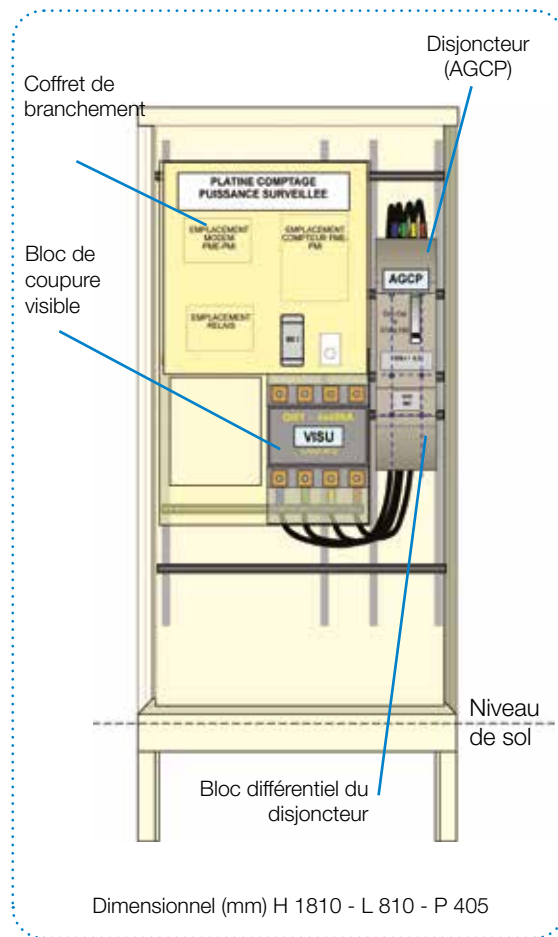 Disjoncteur
(AGCP)
Coffret de
branchement
PLATINE COMPTAGE
PUISSANCE SURVEILLEE
EMPLACEMENT
MODEM
PME-PMI
EMPLACEMENT
COMPTEUR PME-
PMI
AGCP
Bloc de
coupure
visible
EMPLACEMENT
RELAIS
VISU
Niveau
de sol
Bloc différentiel du
disjoncteur
Dimensionnel (mm) H 1810 - L 810 - P 405